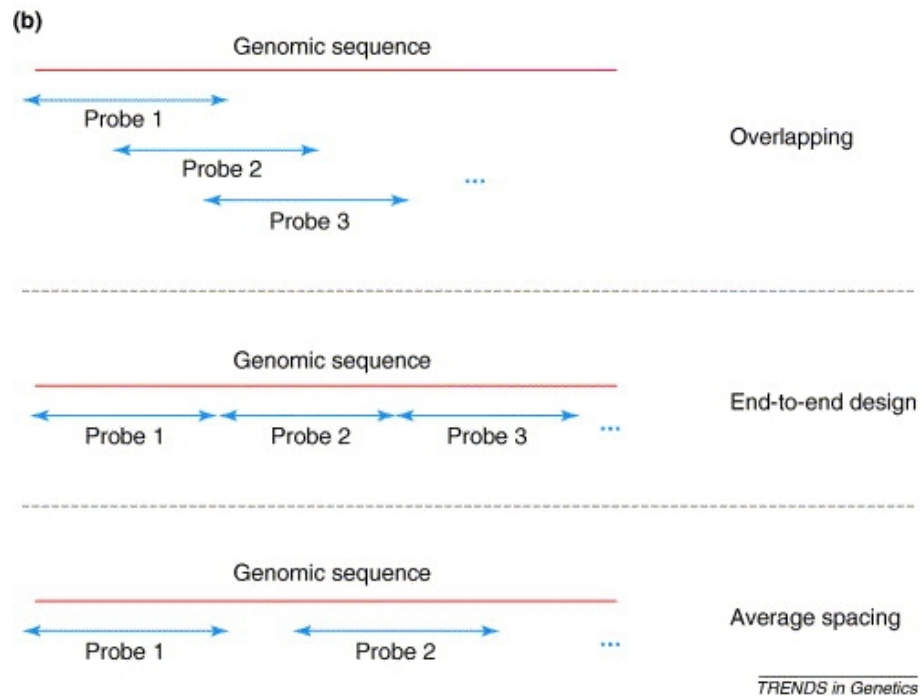 (b)
Genomic sequence
Probe 1
Probe 2
Probe 3
...
Overlapping
Genomic sequence
Probe 1 Probe 2 Probe 3 ...
End-to-end design
Genomic sequence
Probe 1 Probe 2 ...
Average spacing
TRENDS in Genetics